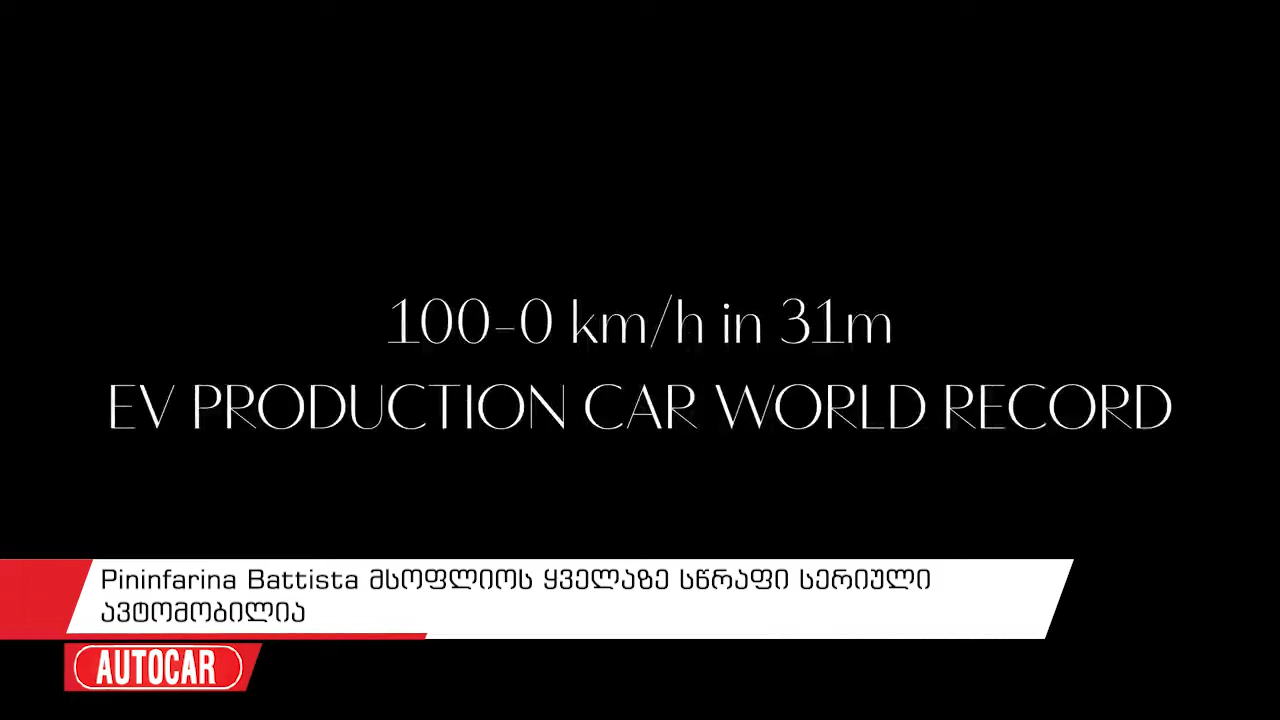 100-0 km/h in 31m
EV PRODUCTION CAR WORLD RECORD
Pininfarina Battista მსოფლიოს ყველაზე სწრაფი სერიული
ავტომობილია
AUTOCAR